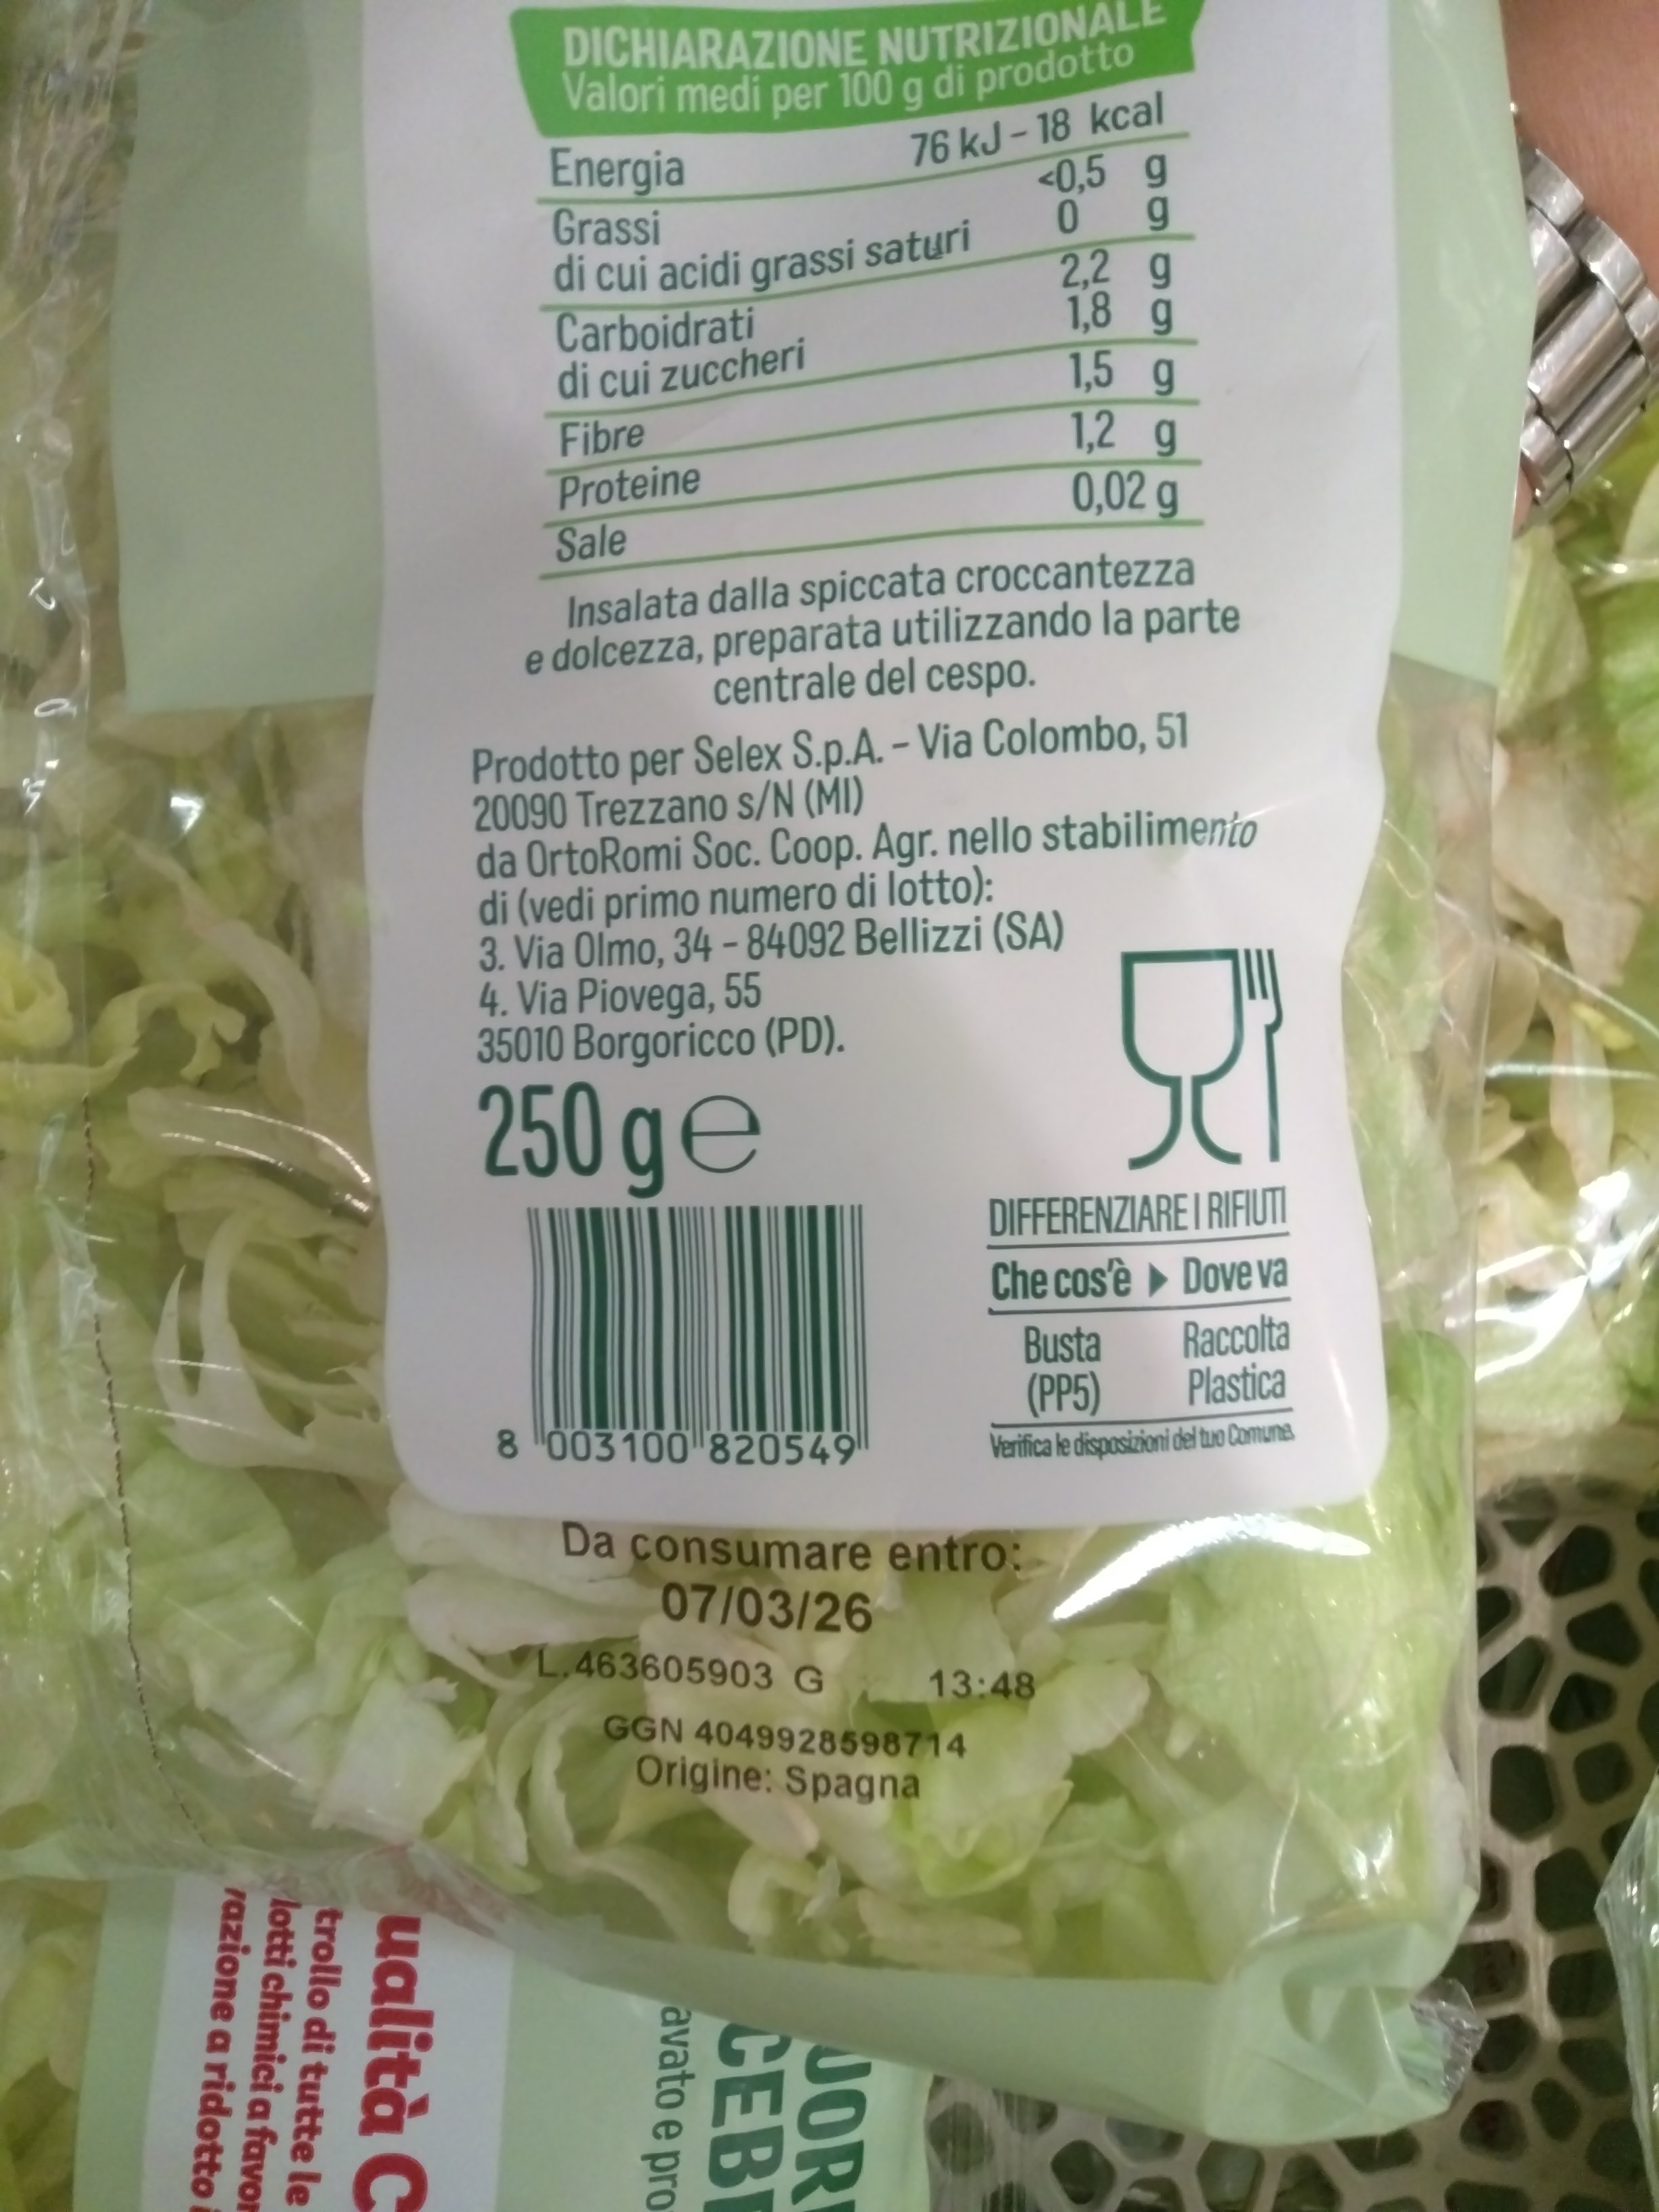 DICHIARAZIONE NUTRIZIONALE
Valori medi per 100 g di prodotto
Energia 76 kJ – 18 kcal
Grassi <0,5 g
di cui acidi grassi saturi 0 g
Carboidrati 2,2 g
di cui zuccheri 1,8 g
Fibre 1,5 g
Proteine 1,2 g
Sale 0,02 g
Insalata dalla spiccata croccantezza
e dolcezza, preparata utilizzando la parte
centrale del cespo.
Prodotto per Selex S.p.A. – Via Colombo, 51
20090 Trezzano s/N (MI)
da OrtoRomi Soc. Coop. Agr. nello stabilimento
di (vedi primo numero di lotto):
3. Via Olmo, 34 – 84092 Bellizzi (SA)
4. Via Piovega, 55
35010 Borgoricco (PD).
250 g e
8 003100 820549
DIFFERENZIARE I RIFIUTI
Che cos'è ▶ Dove va
Busta Raccolta
(PP5) Plastica
Verifica le disposizioni del tuo Comune.
Da consumare entro:
07/03/26
L.463605903 G 13:48
GGN 4049928598714
Origine: Spagna
ualità C
trollo di tutte le
lotti chimici a favor
razione a ridotto i
UORI
CEBE
avato e pro